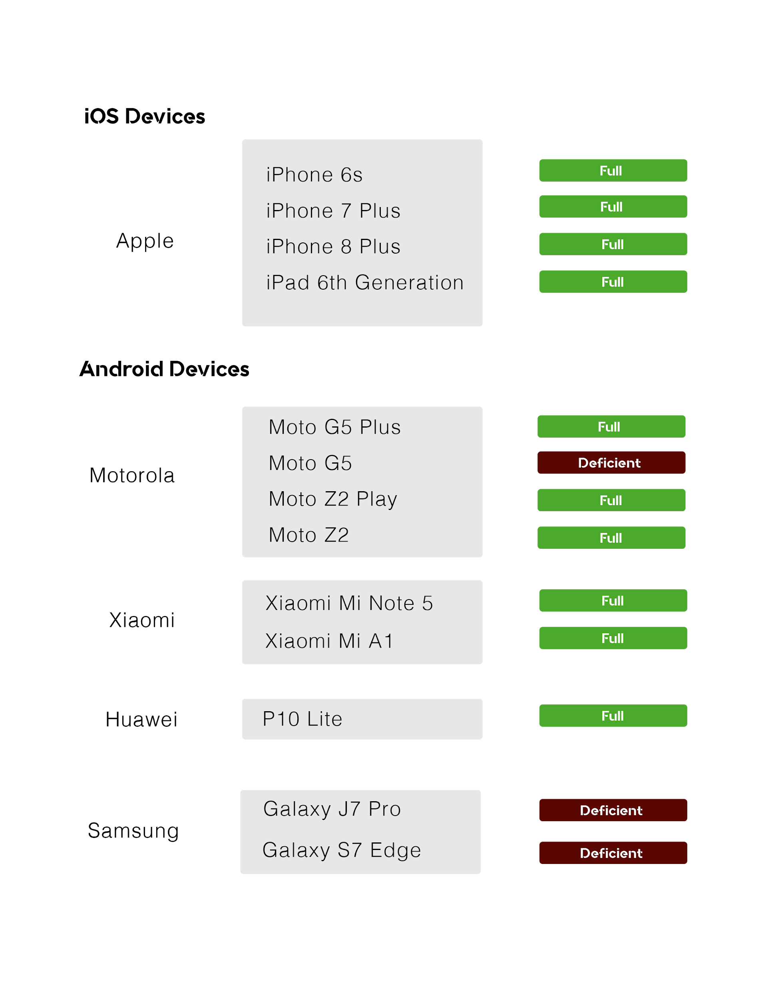 iOS Devices
Apple
iPhone 6s Full
iPhone 7 Plus Full
iPhone 8 Plus Full
iPad 6th Generation Full
Android Devices
Motorola
Moto G5 Plus Full
Moto G5 Deficient
Moto Z2 Play Full
Moto Z2 Full
Xiaomi
Xiaomi Mi Note 5 Full
Xiaomi Mi A1 Full
Huawei
P10 Lite Full
Samsung
Galaxy J7 Pro Deficient
Galaxy S7 Edge Deficient